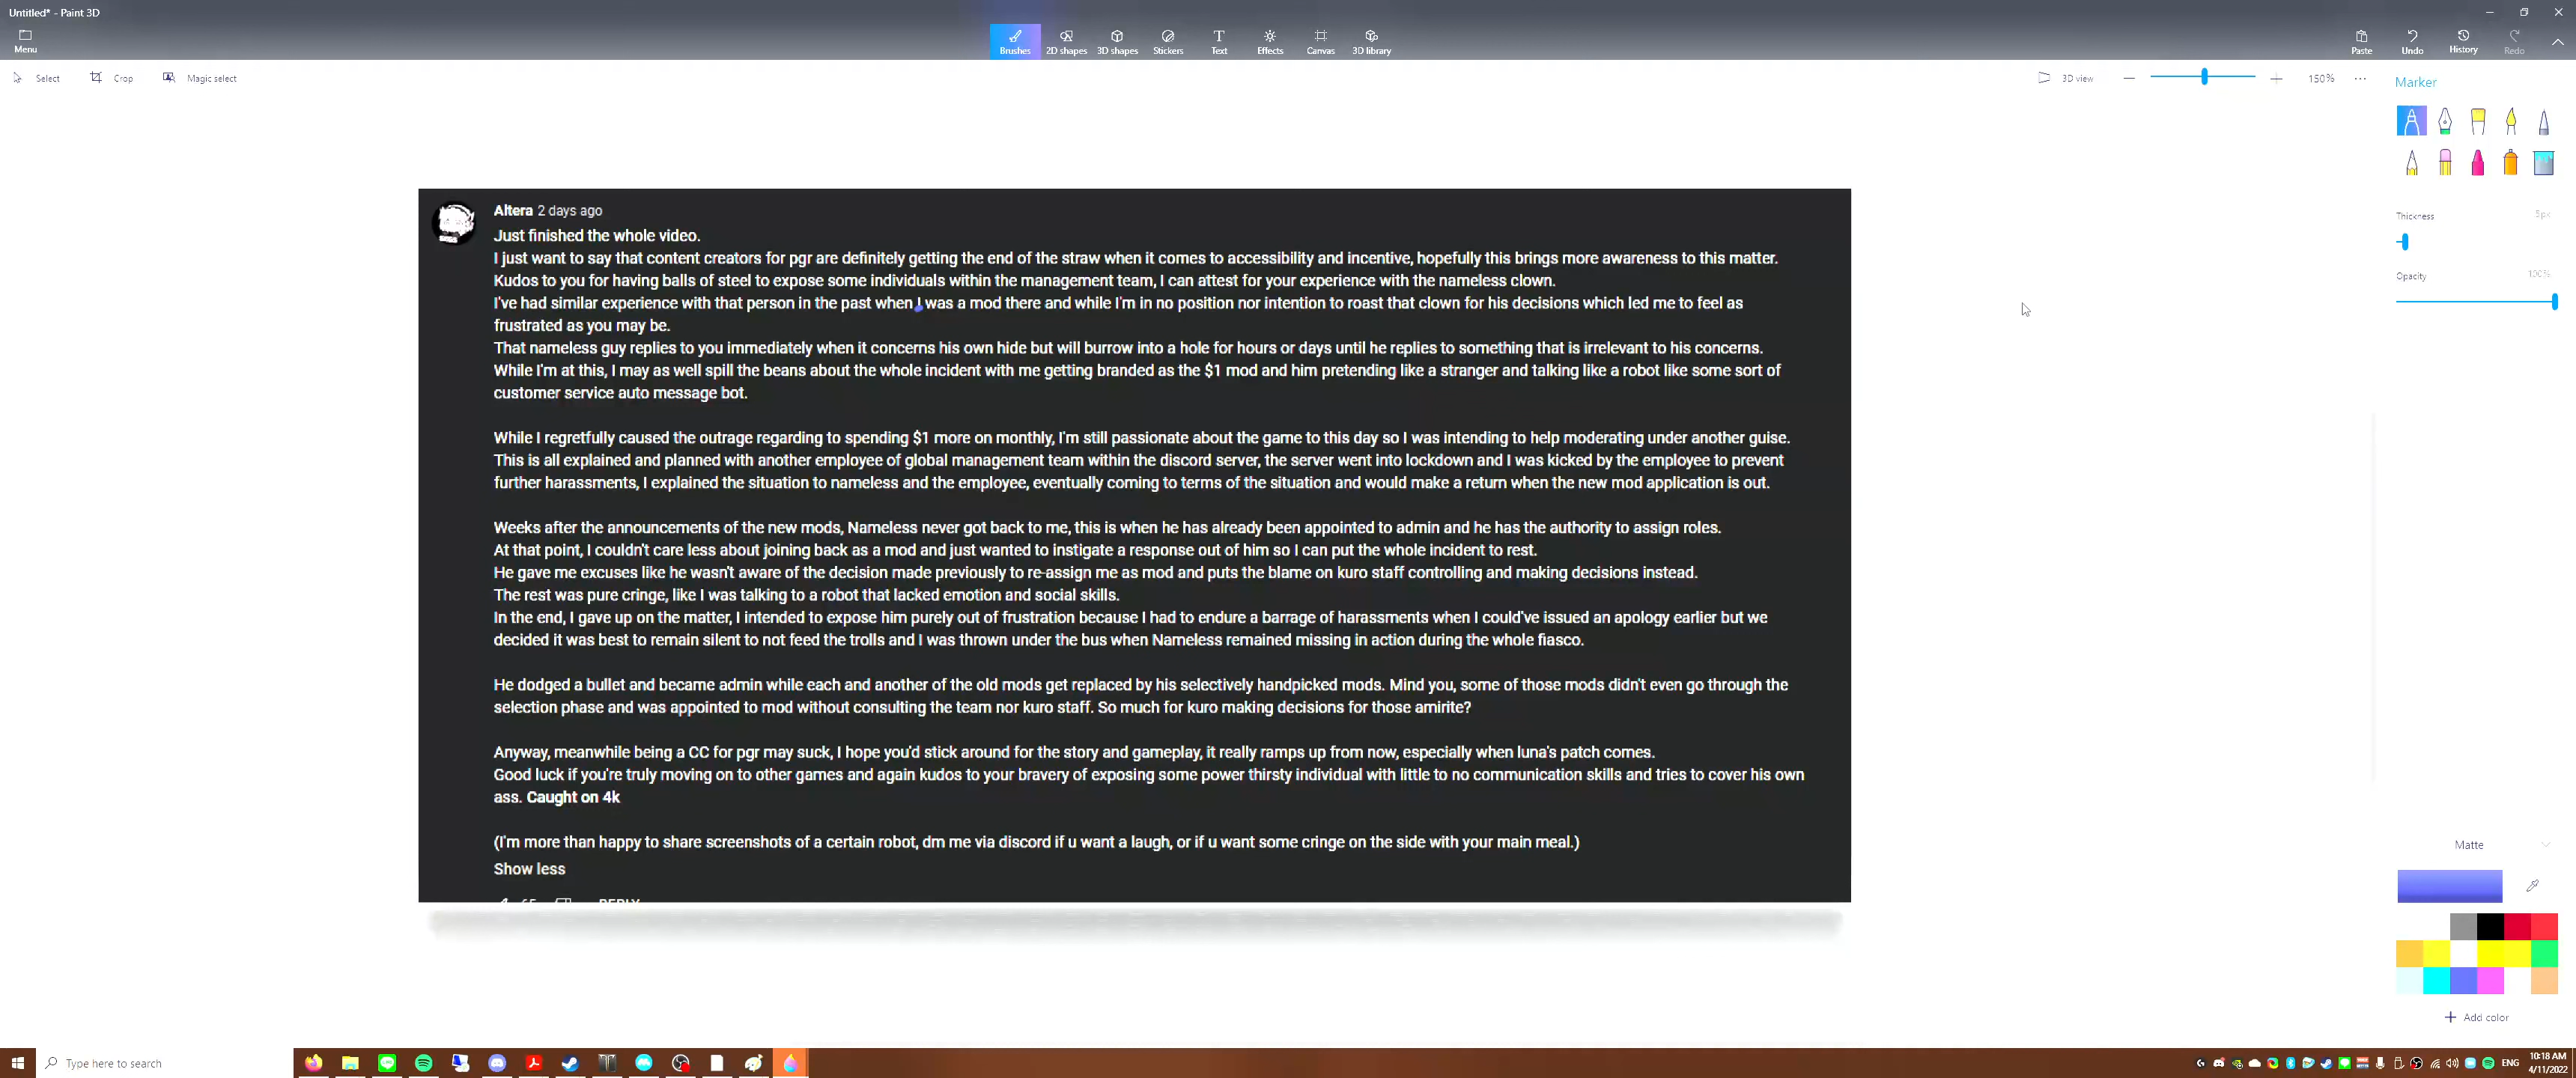 Untitled* - Paint 3D
Menu
Brushes
2D shapes
3D shapes
Stickers
Text
Effects
Canvas
3D library
Paste
Undo
History
Redo
Select
Crop
Magic select
3D view
150%
Marker
Thickness
5px
Opacity
100%
Altera 2 days ago
Just finished the whole video.
I just want to say that content creators for pgr are definitely getting the end of the straw when it comes to accessibility and incentive, hopefully this brings more awareness to this matter.
Kudos to you for having balls of steel to expose some individuals within the management team, I can attest for your experience with the nameless clown.
I've had similar experience with that person in the past when I was a mod there and while I'm in no position nor intention to roast that clown for his decisions which led me to feel as
frustrated as you may be.
That nameless guy replies to you immediately when it concerns his own hide but will burrow into a hole for hours or days until he replies to something that is irrelevant to his concerns.
While I'm at this, I may as well spill the beans about the whole incident with me getting branded as the $1 mod and him pretending like a stranger and talking like a robot like some sort of
customer service auto message bot.
While I regretfully caused the outrage regarding to spending $1 more on monthly, I'm still passionate about the game to this day so I was intending to help moderating under another guise.
This is all explained and planned with another employee of global management team within the discord server, the server went into lockdown and I was kicked by the employee to prevent
further harassments, I explained the situation to nameless and the employee, eventually coming to terms of the situation and would make a return when the new mod application is out.
Weeks after the announcements of the new mods, Nameless never got back to me, this is when he has already been appointed to admin and he has the authority to assign roles.
At that point, I couldn't care less about joining back as a mod and just wanted to instigate a response out of him so I can put the whole incident to rest.
He gave me excuses like he wasn't aware of the decision made previously to re-assign me as mod and puts the blame on kuro staff controlling and making decisions instead.
The rest was pure cringe, like I was talking to a robot that lacked emotion and social skills.
In the end, I gave up on the matter, I intended to expose him purely out of frustration because I had to endure a barrage of harassments when I could've issued an apology earlier but we
decided it was best to remain silent to not feed the trolls and I was thrown under the bus when Nameless remained missing in action during the whole fiasco.
He dodged a bullet and became admin while each and another of the old mods get replaced by his selectively handpicked mods. Mind you, some of those mods didn't even go through the
selection phase and was appointed to mod without consulting the team nor kuro staff. So much for kuro making decisions for those amirite?
Anyway, meanwhile being a CC for pgr may suck, I hope you'd stick around for the story and gameplay, it really ramps up from now, especially when luna's patch comes.
Good luck if you're truly moving on to other games and again kudos to your bravery of exposing some power thirsty individual with little to no communication skills and tries to cover his own
ass. Caught on 4k
(I'm more than happy to share screenshots of a certain robot, dm me via discord if u want a laugh, or if u want some cringe on the side with your main meal.)
Show less
65 REPLY
Matte
Add color
Type here to search
ENG
10:18 AM
4/11/2022